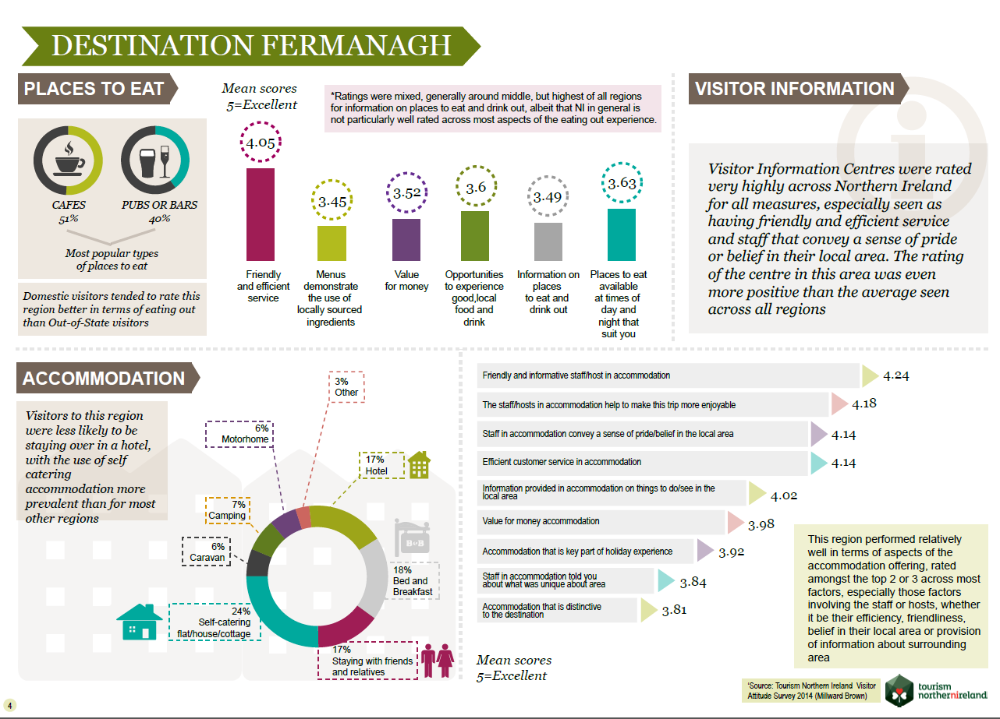 DESTINATION FERMANAGH
PLACES TO EAT
CAFES
51%
PUBS OR BARS
40%
Most popular types
of places to eat
Domestic visitors tended to rate this
region better in terms of eating out
than Out-of-State visitors
Mean scores
5=Excellent
*Ratings were mixed, generally around middle, but highest of all regions
for information on places to eat and drink out, albeit that NI in general is
not particularly well rated across most aspects of the eating out experience.
4.05
Friendly
and efficient
service
3.45
Menus
demonstrate
the use of
locally sourced
ingredients
3.52
Value
for money
3.6
Opportunities
to experience
good,local
food and
drink
3.49
Information on
places
to eat and
drink out
3.63
Places to eat
available
at times of
day and
night that
suit you
VISITOR INFORMATION
Visitor Information Centres were rated
very highly across Northern Ireland
for all measures, especially seen as
having friendly and efficient service
and staff that convey a sense of pride
or belief in their local area. The rating
of the centre in this area was even
more positive than the average seen
across all regions
ACCOMMODATION
Visitors to this region
were less likely to be
staying over in a hotel,
with the use of self
catering
accommodation more
prevalent than for most
other regions
3%
Other
6%
Motorhome
17%
Hotel
7%
Camping
6%
Caravan
B&B
18%
Bed and
Breakfast
24%
Self-catering
flat/house/cottage
17%
Staying with friends
and relatives
Friendly and informative staff/host in accommodation 4.24
The staff/hosts in accommodation help to make this trip more enjoyable 4.18
Staff in accommodation convey a sense of pride/belief in the local area 4.14
Efficient customer service in accommodation 4.14
Information provided in accommodation on things to do/see in the
local area 4.02
Value for money accommodation 3.98
Accommodation that is key part of holiday experience 3.92
Staff in accommodation told you
about what was unique about area 3.84
Accommodation that is distinctive
to the destination 3.81
Mean scores
5=Excellent
This region performed relatively
well in terms of aspects of the
accommodation offering, rated
amongst the top 2 or 3 across most
factors, especially those factors
involving the staff or hosts, whether
it be their efficiency, friendliness,
belief in their local area or provision
of information about surrounding
area
'Source: Tourism Northern Ireland Visitor
Attitude Survey 2014 (Millward Brown)
tourism
northernireland
4